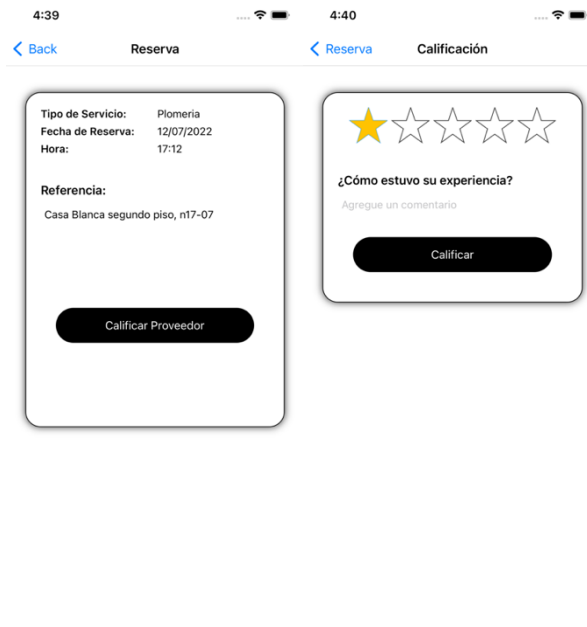 4:39
Back
Reserva
Tipo de Servicio: Plomeria
Fecha de Reserva: 12/07/2022
Hora: 17:12
Referencia:
Casa Blanca segundo piso, n17-07
Calificar Proveedor
4:40
Reserva
Calificación
¿Cómo estuvo su experiencia?
Agregue un comentario
Calificar